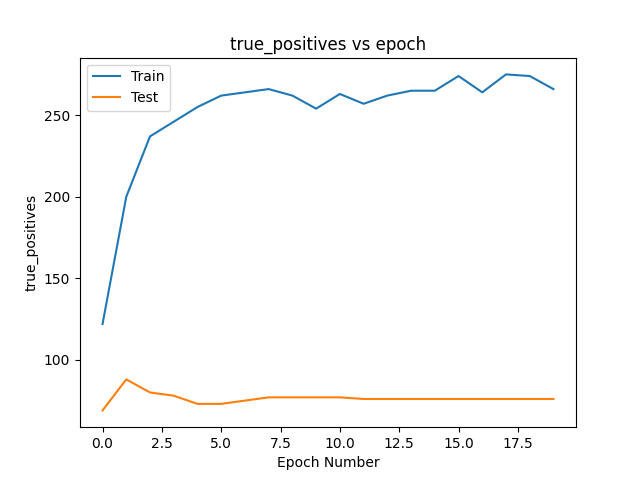 true_positives vs epoch
Train
Test
250
200
150
100
true_positives
0.0 2.5 5.0 7.5 10.0 12.5 15.0 17.5
Epoch Number